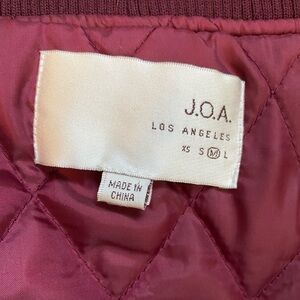 J.O.A.
LOS ANGELES
XS S M L
MADE IN
CHINA